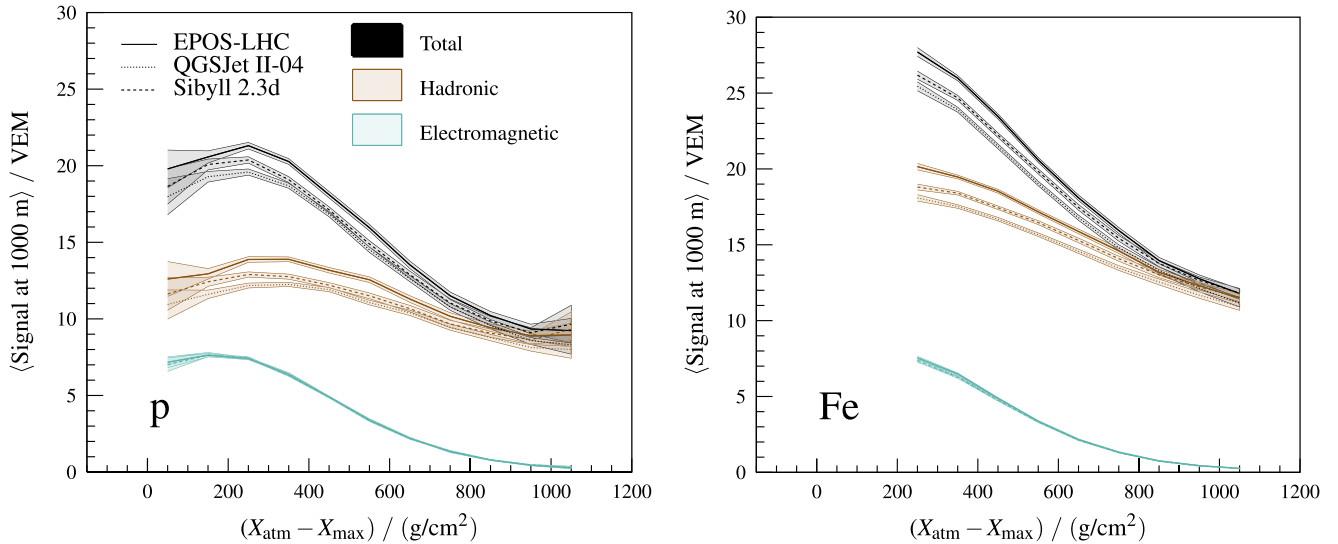 30
25
20
15
10
5
0
⟨Signal at 1000 m⟩ / VEM
EPOS-LHC
QGSJet II-04
Sibyll 2.3d
Total
Hadronic
Electromagnetic
p
0 200 400 600 800 1000 1200
(X_atm − X_max) / (g/cm²)
30
25
20
15
10
5
0
⟨Signal at 1000 m⟩ / VEM
Fe
0 200 400 600 800 1000 1200
(X_atm − X_max) / (g/cm²)